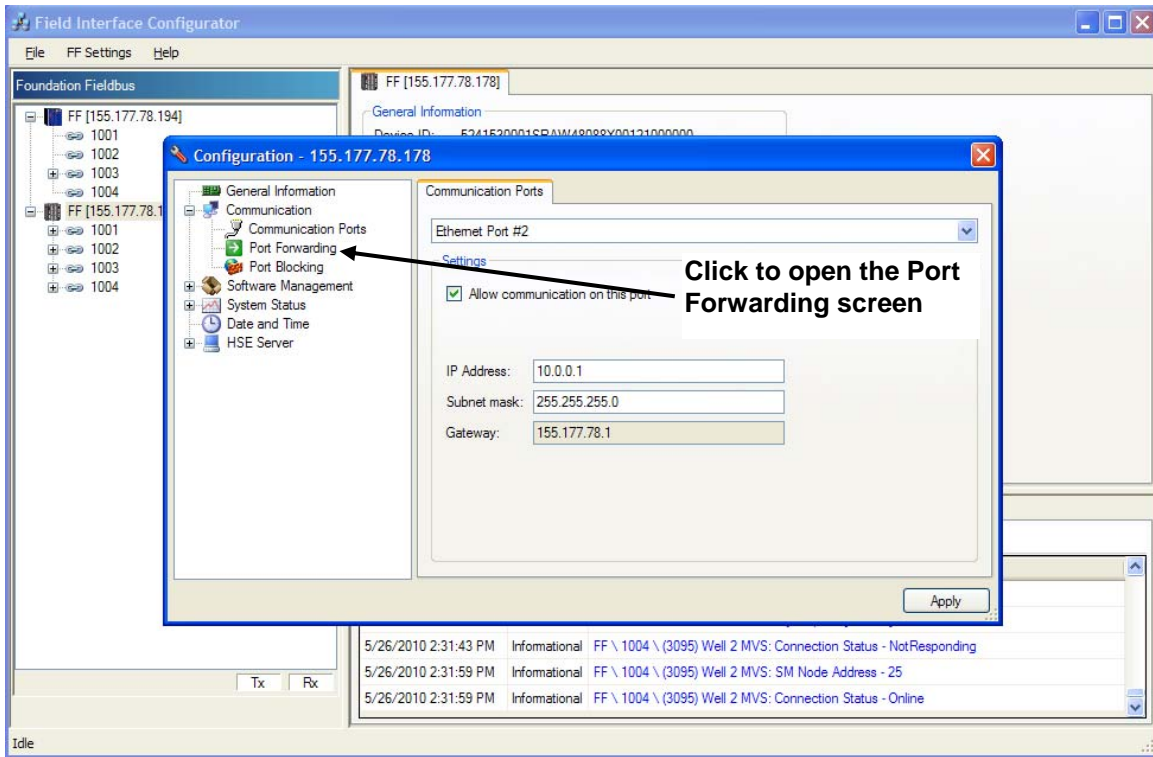 Field Interface Configurator
File FF Settings Help
Foundation Fieldbus
FF [155.177.78.194]
1001
1002
1003
1004
FF [155.177.78.1
1001
1002
1003
1004
Tx Rx
FF [155.177.78.178]
General Information
Configuration - 155.177.78.178
General Information
Communication
Communication Ports
Port Forwarding
Port Blocking
Software Management
System Status
Date and Time
HSE Server
Communication Ports
Ethernet Port #2
Settings
Allow communication on this port
Click to open the Port
Forwarding screen
IP Address: 10.0.0.1
Subnet mask: 255.255.255.0
Gateway: 155.177.78.1
Apply
5/26/2010 2:31:43 PM Informational FF \ 1004 \ (3095) Well 2 MVS: Connection Status - NotResponding
5/26/2010 2:31:59 PM Informational FF \ 1004 \ (3095) Well 2 MVS: SM Node Address - 25
5/26/2010 2:31:59 PM Informational FF \ 1004 \ (3095) Well 2 MVS: Connection Status - Online
Idle